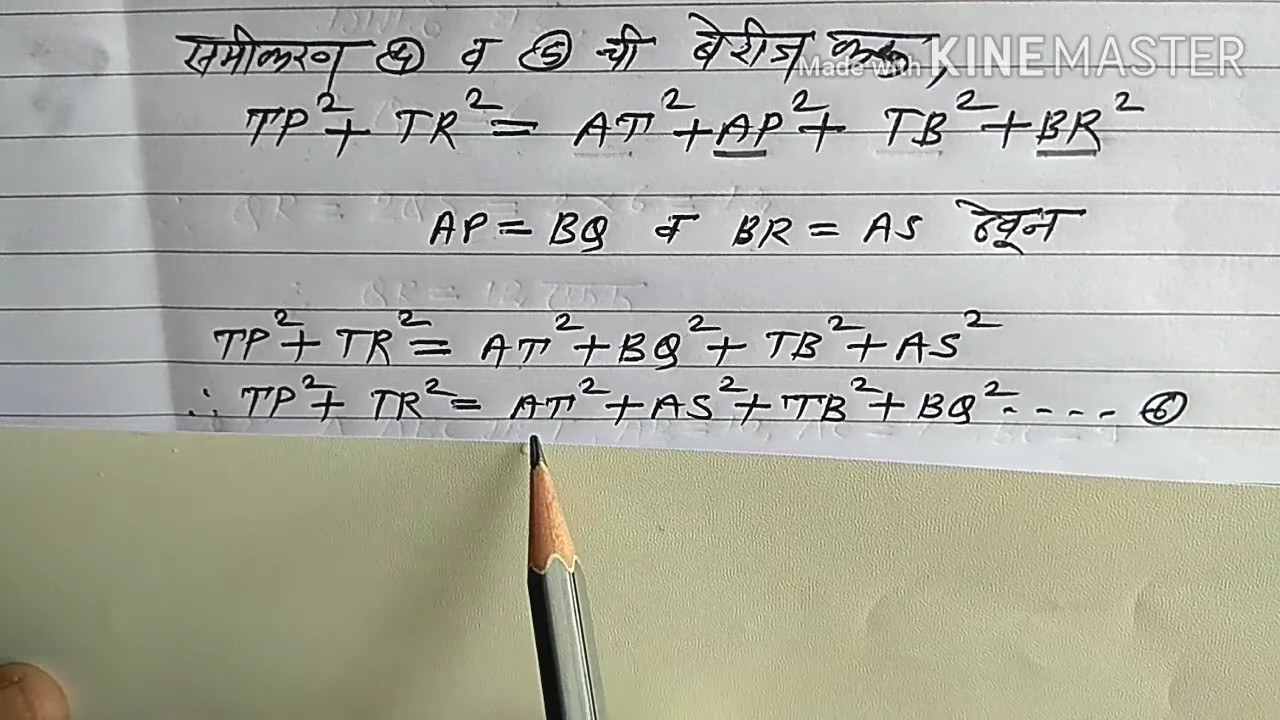 समीकरण ④ व ⑤ ची बेरीज करू,
Made with KINEMASTER
TP² + TR² = AT² + AP² + TB² + BR²
AP = BQ व BR = AS ठेवून
TP² + TR² = AT² + BQ² + TB² + AS²
∴ TP² + TR² = AT² + AS² + TB² + BQ² ---- ⑥